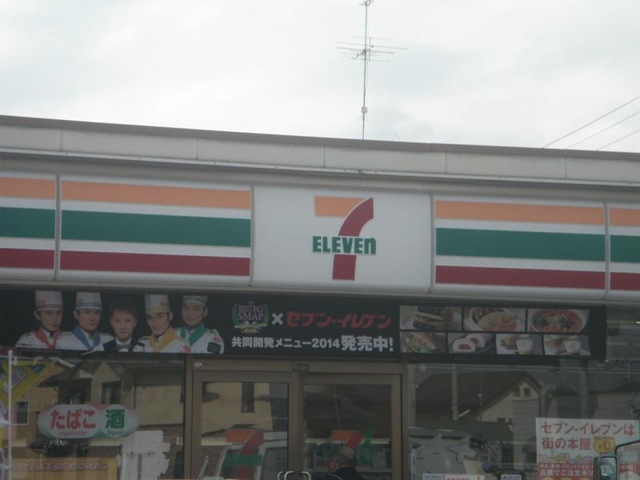 7
ELEVEn
BISTRO
SMAP
×セブン-イレブン
共同開発メニュー2014発売中!
たばこ 酒
セブン-イレブンは
街の本屋